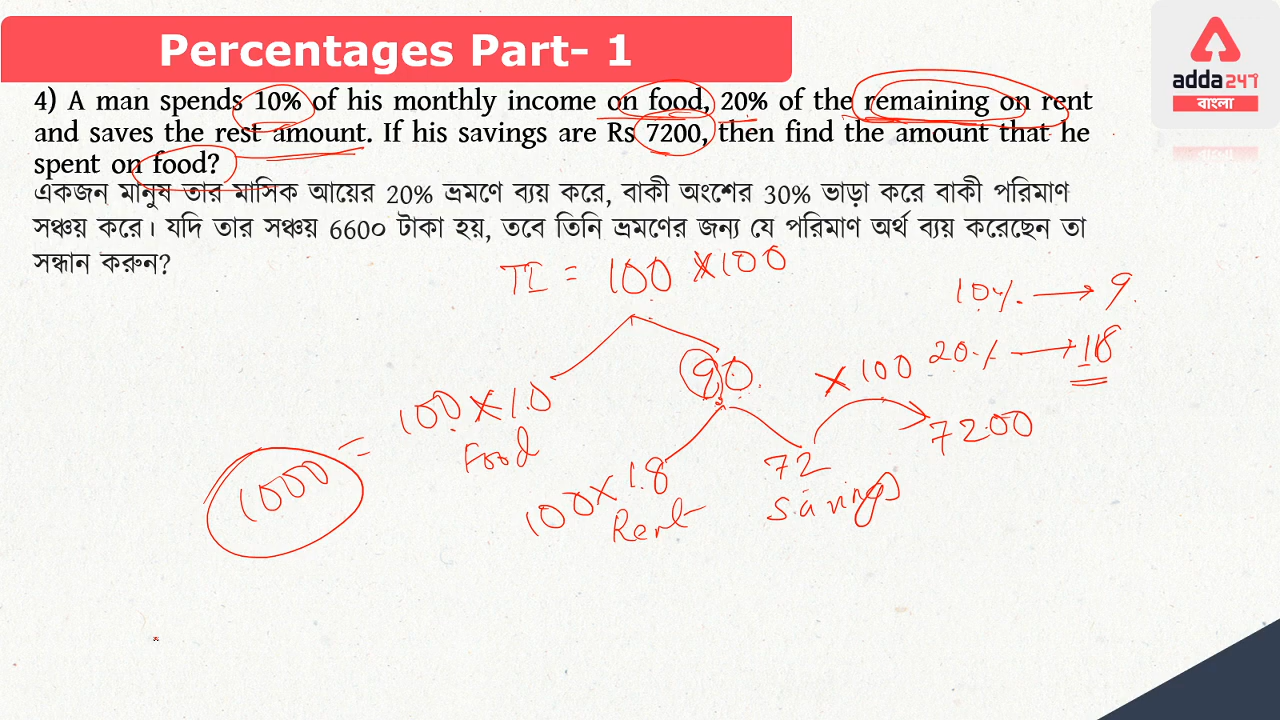 Percentages Part- 1
adda247
বাংলা
4) A man spends 10% of his monthly income on food, 20% of the remaining on rent
and saves the rest amount. If his savings are Rs 7200, then find the amount that he
spent on food?
একজন মানুষ তার মাসিক আয়ের 20% ভ্রমণে ব্যয় করে, বাকী অংশের 30% ভাড়া করে বাকী পরিমাণ
সঞ্চয় করে। যদি তার সঞ্চয় 660০ টাকা হয়, তবে তিনি ভ্রমণের জন্য যে পরিমাণ অর্থ ব্যয় করেছেন তা
সন্ধান করুন?
TI = 100 × 100
10% → 9
20% → 18
90
× 100
100 × 10
Food
1000 =
7200
72
Savings
100 × 18
Rent